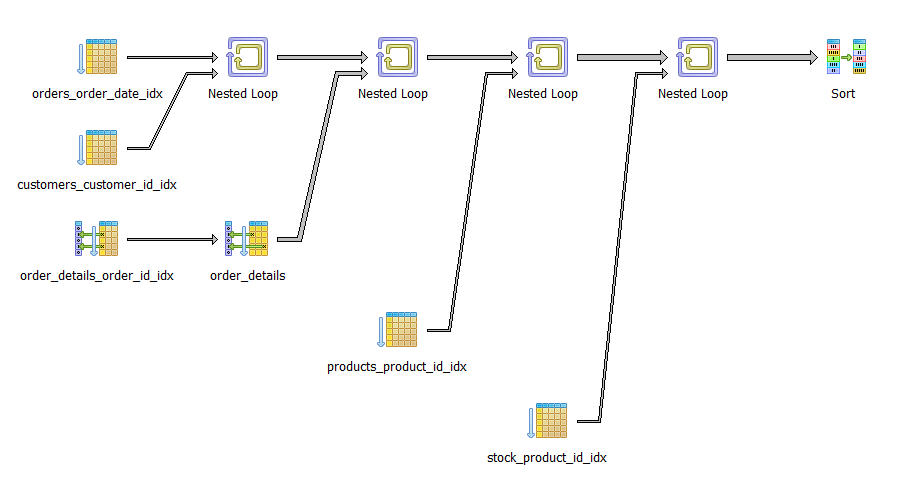 orders_order_date_idx
Nested Loop
Nested Loop
Nested Loop
Nested Loop
Sort
customers_customer_id_idx
order_details_order_id_idx
order_details
products_product_id_idx
stock_product_id_idx